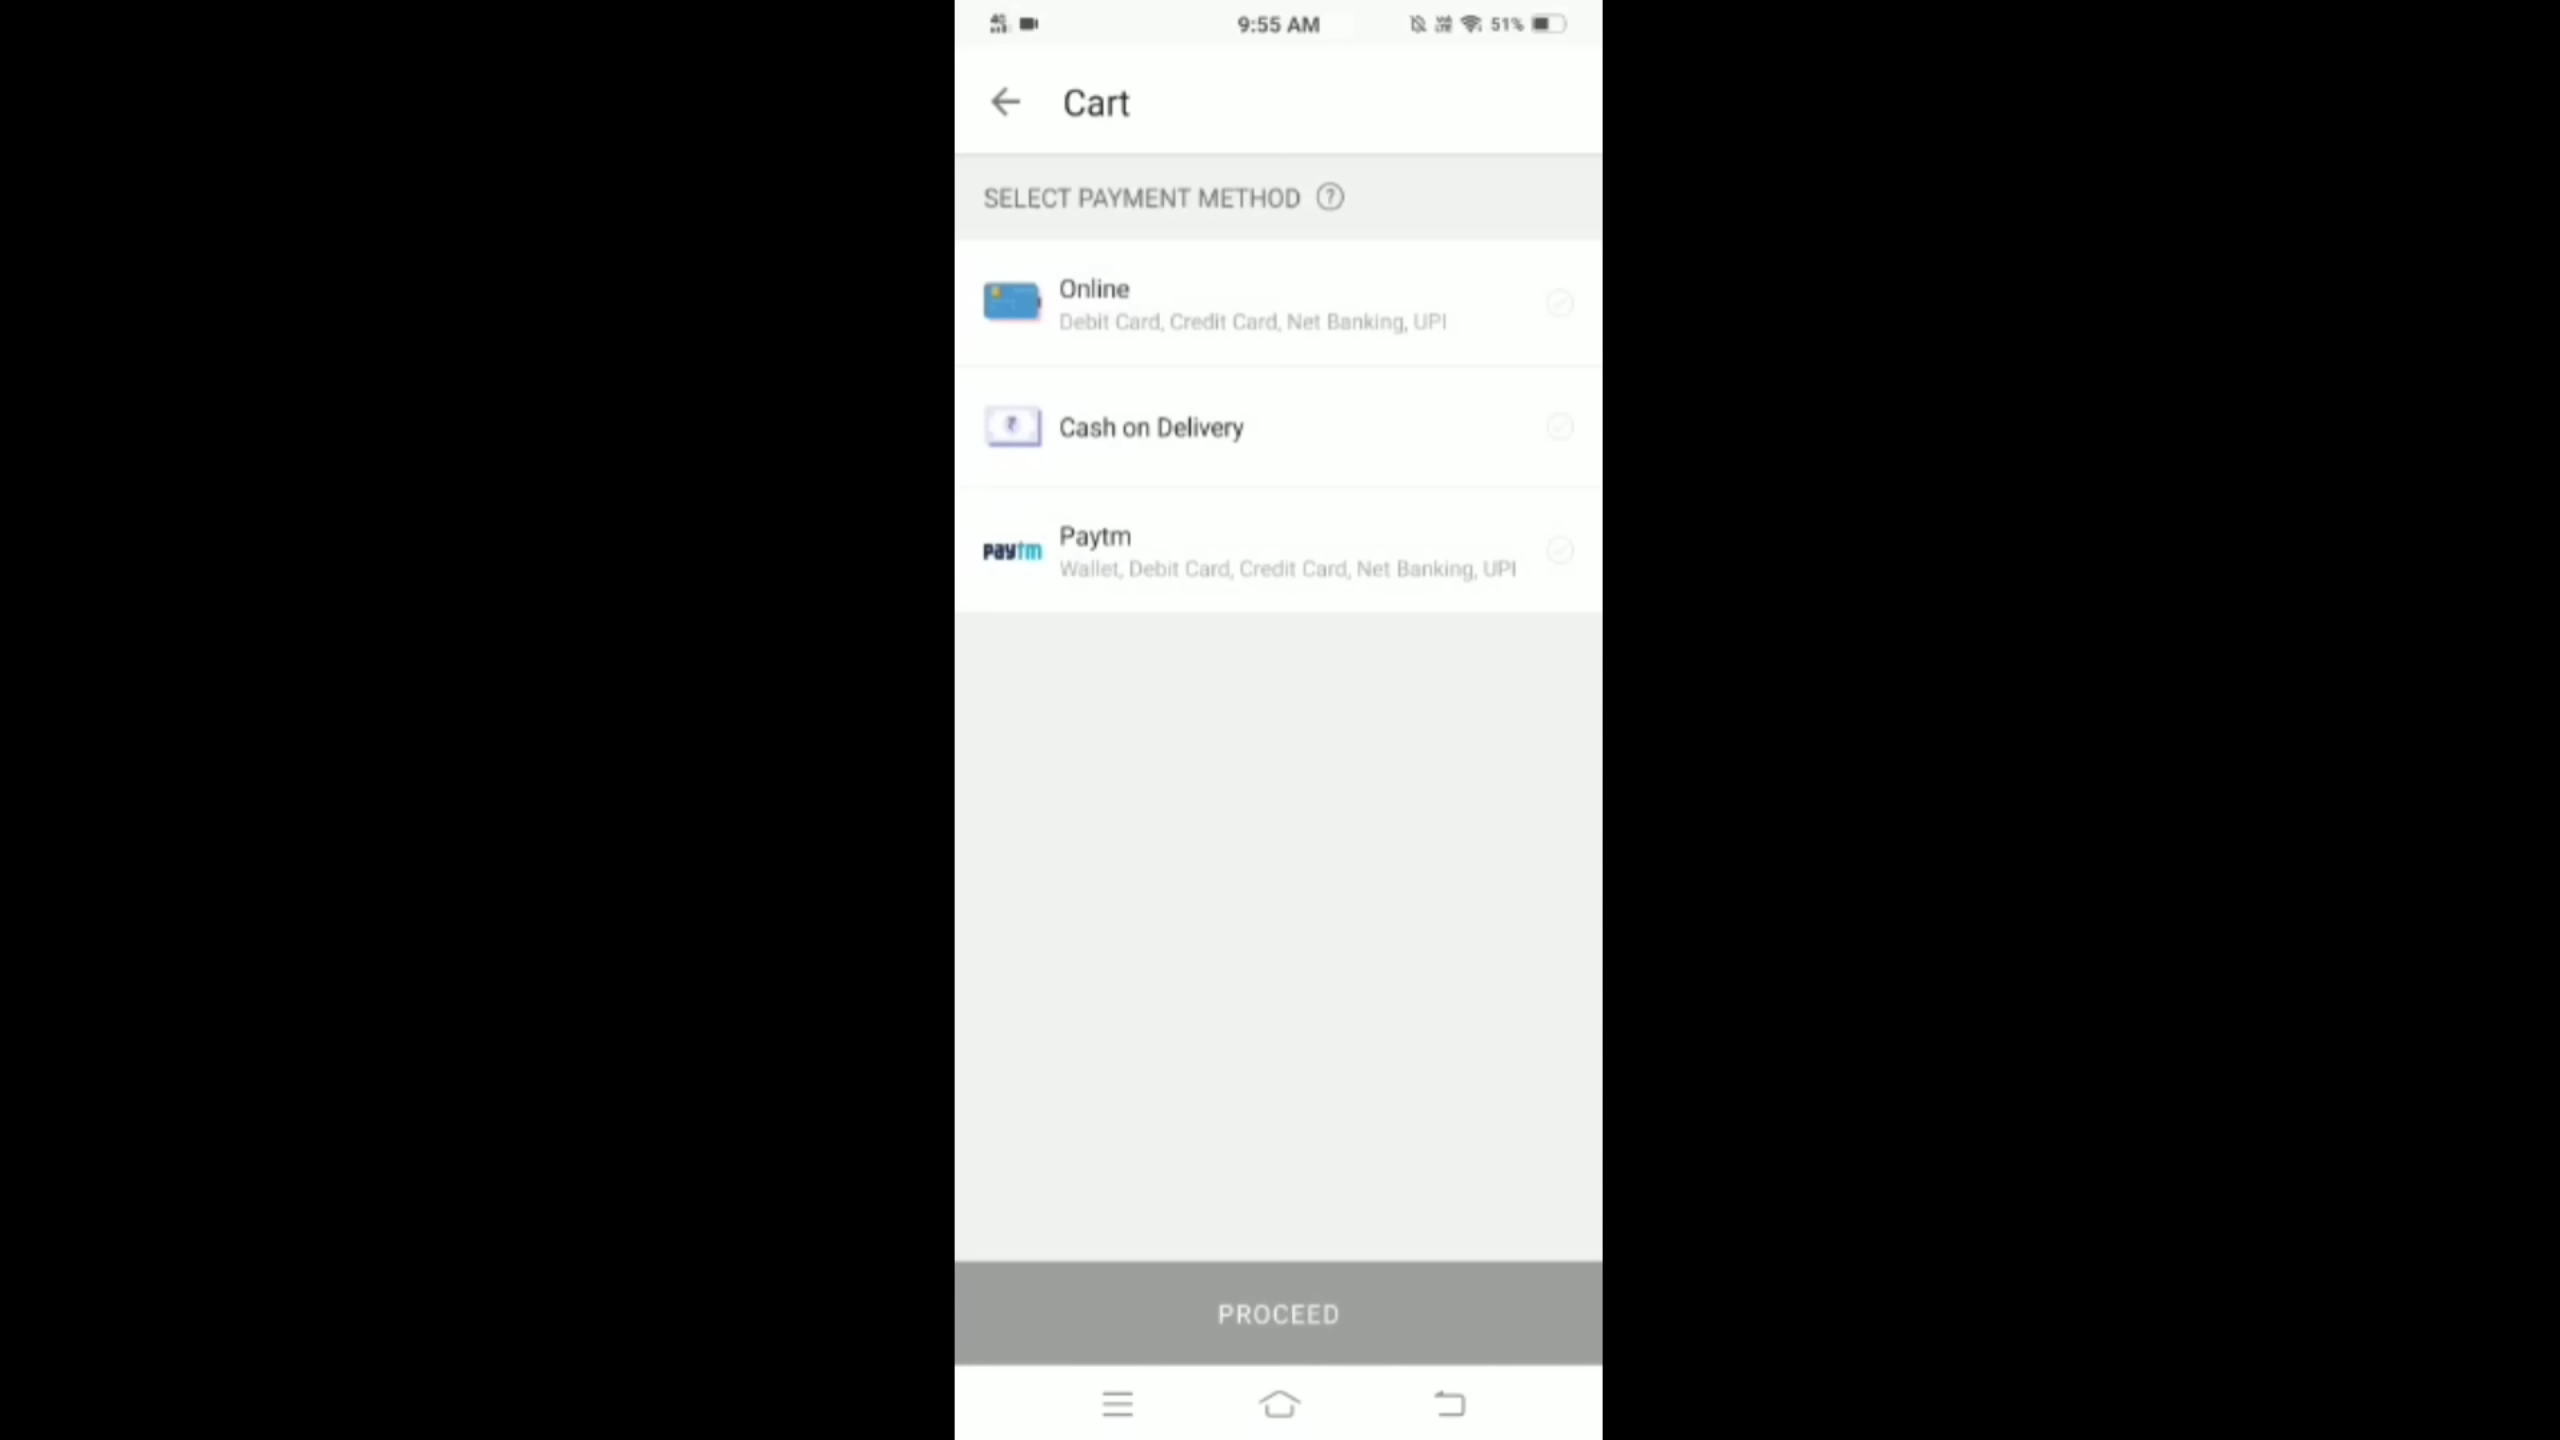 9:55 AM
51%
Cart
SELECT PAYMENT METHOD ?
Online
Debit Card, Credit Card, Net Banking, UPI
₹
Cash on Delivery
paytm
Paytm
Wallet, Debit Card, Credit Card, Net Banking, UPI
PROCEED